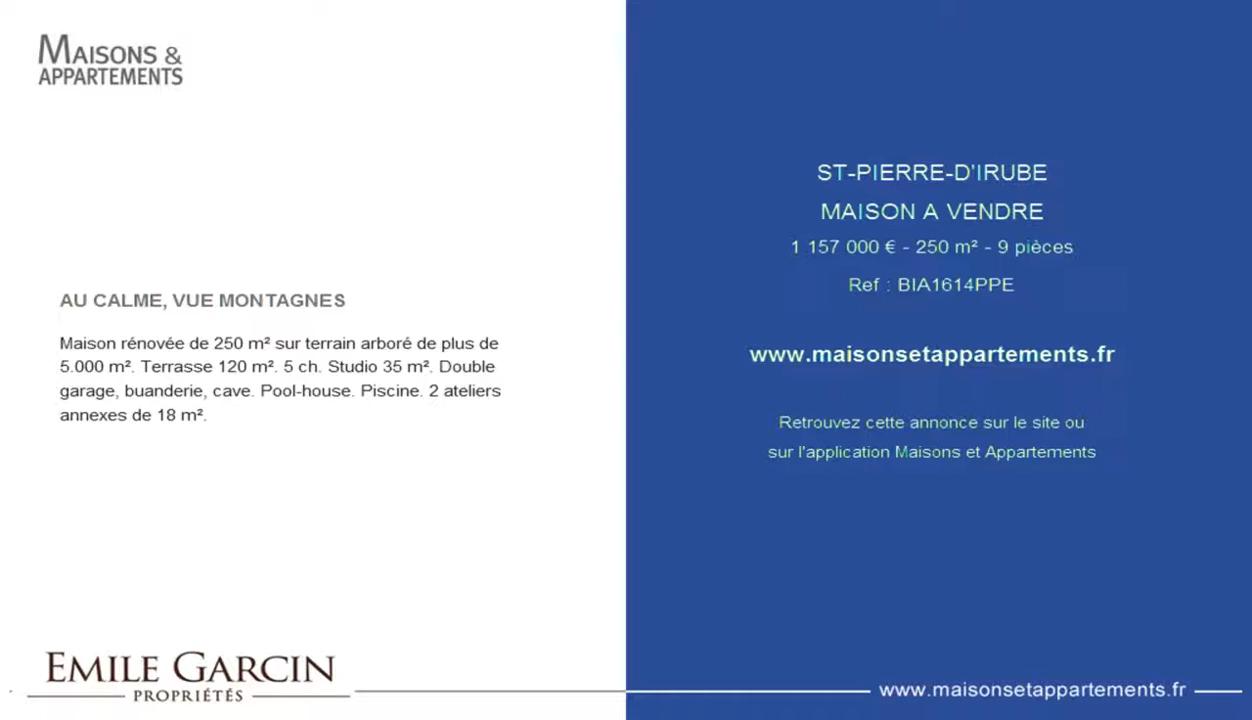 MAISONS &
APPARTEMENTS
AU CALME, VUE MONTAGNES
Maison rénovée de 250 m² sur terrain arboré de plus de
5.000 m². Terrasse 120 m². 5 ch. Studio 35 m². Double
garage, buanderie, cave. Pool-house. Piscine. 2 ateliers
annexes de 18 m².
EMILE GARCIN
PROPRIÉTÉS
ST-PIERRE-D'IRUBE
MAISON A VENDRE
1 157 000 € - 250 m² - 9 pièces
Ref : BIA1614PPE
www.maisonsetappartements.fr
Retrouvez cette annonce sur le site ou
sur l'application Maisons et Appartements
www.maisonsetappartements.fr